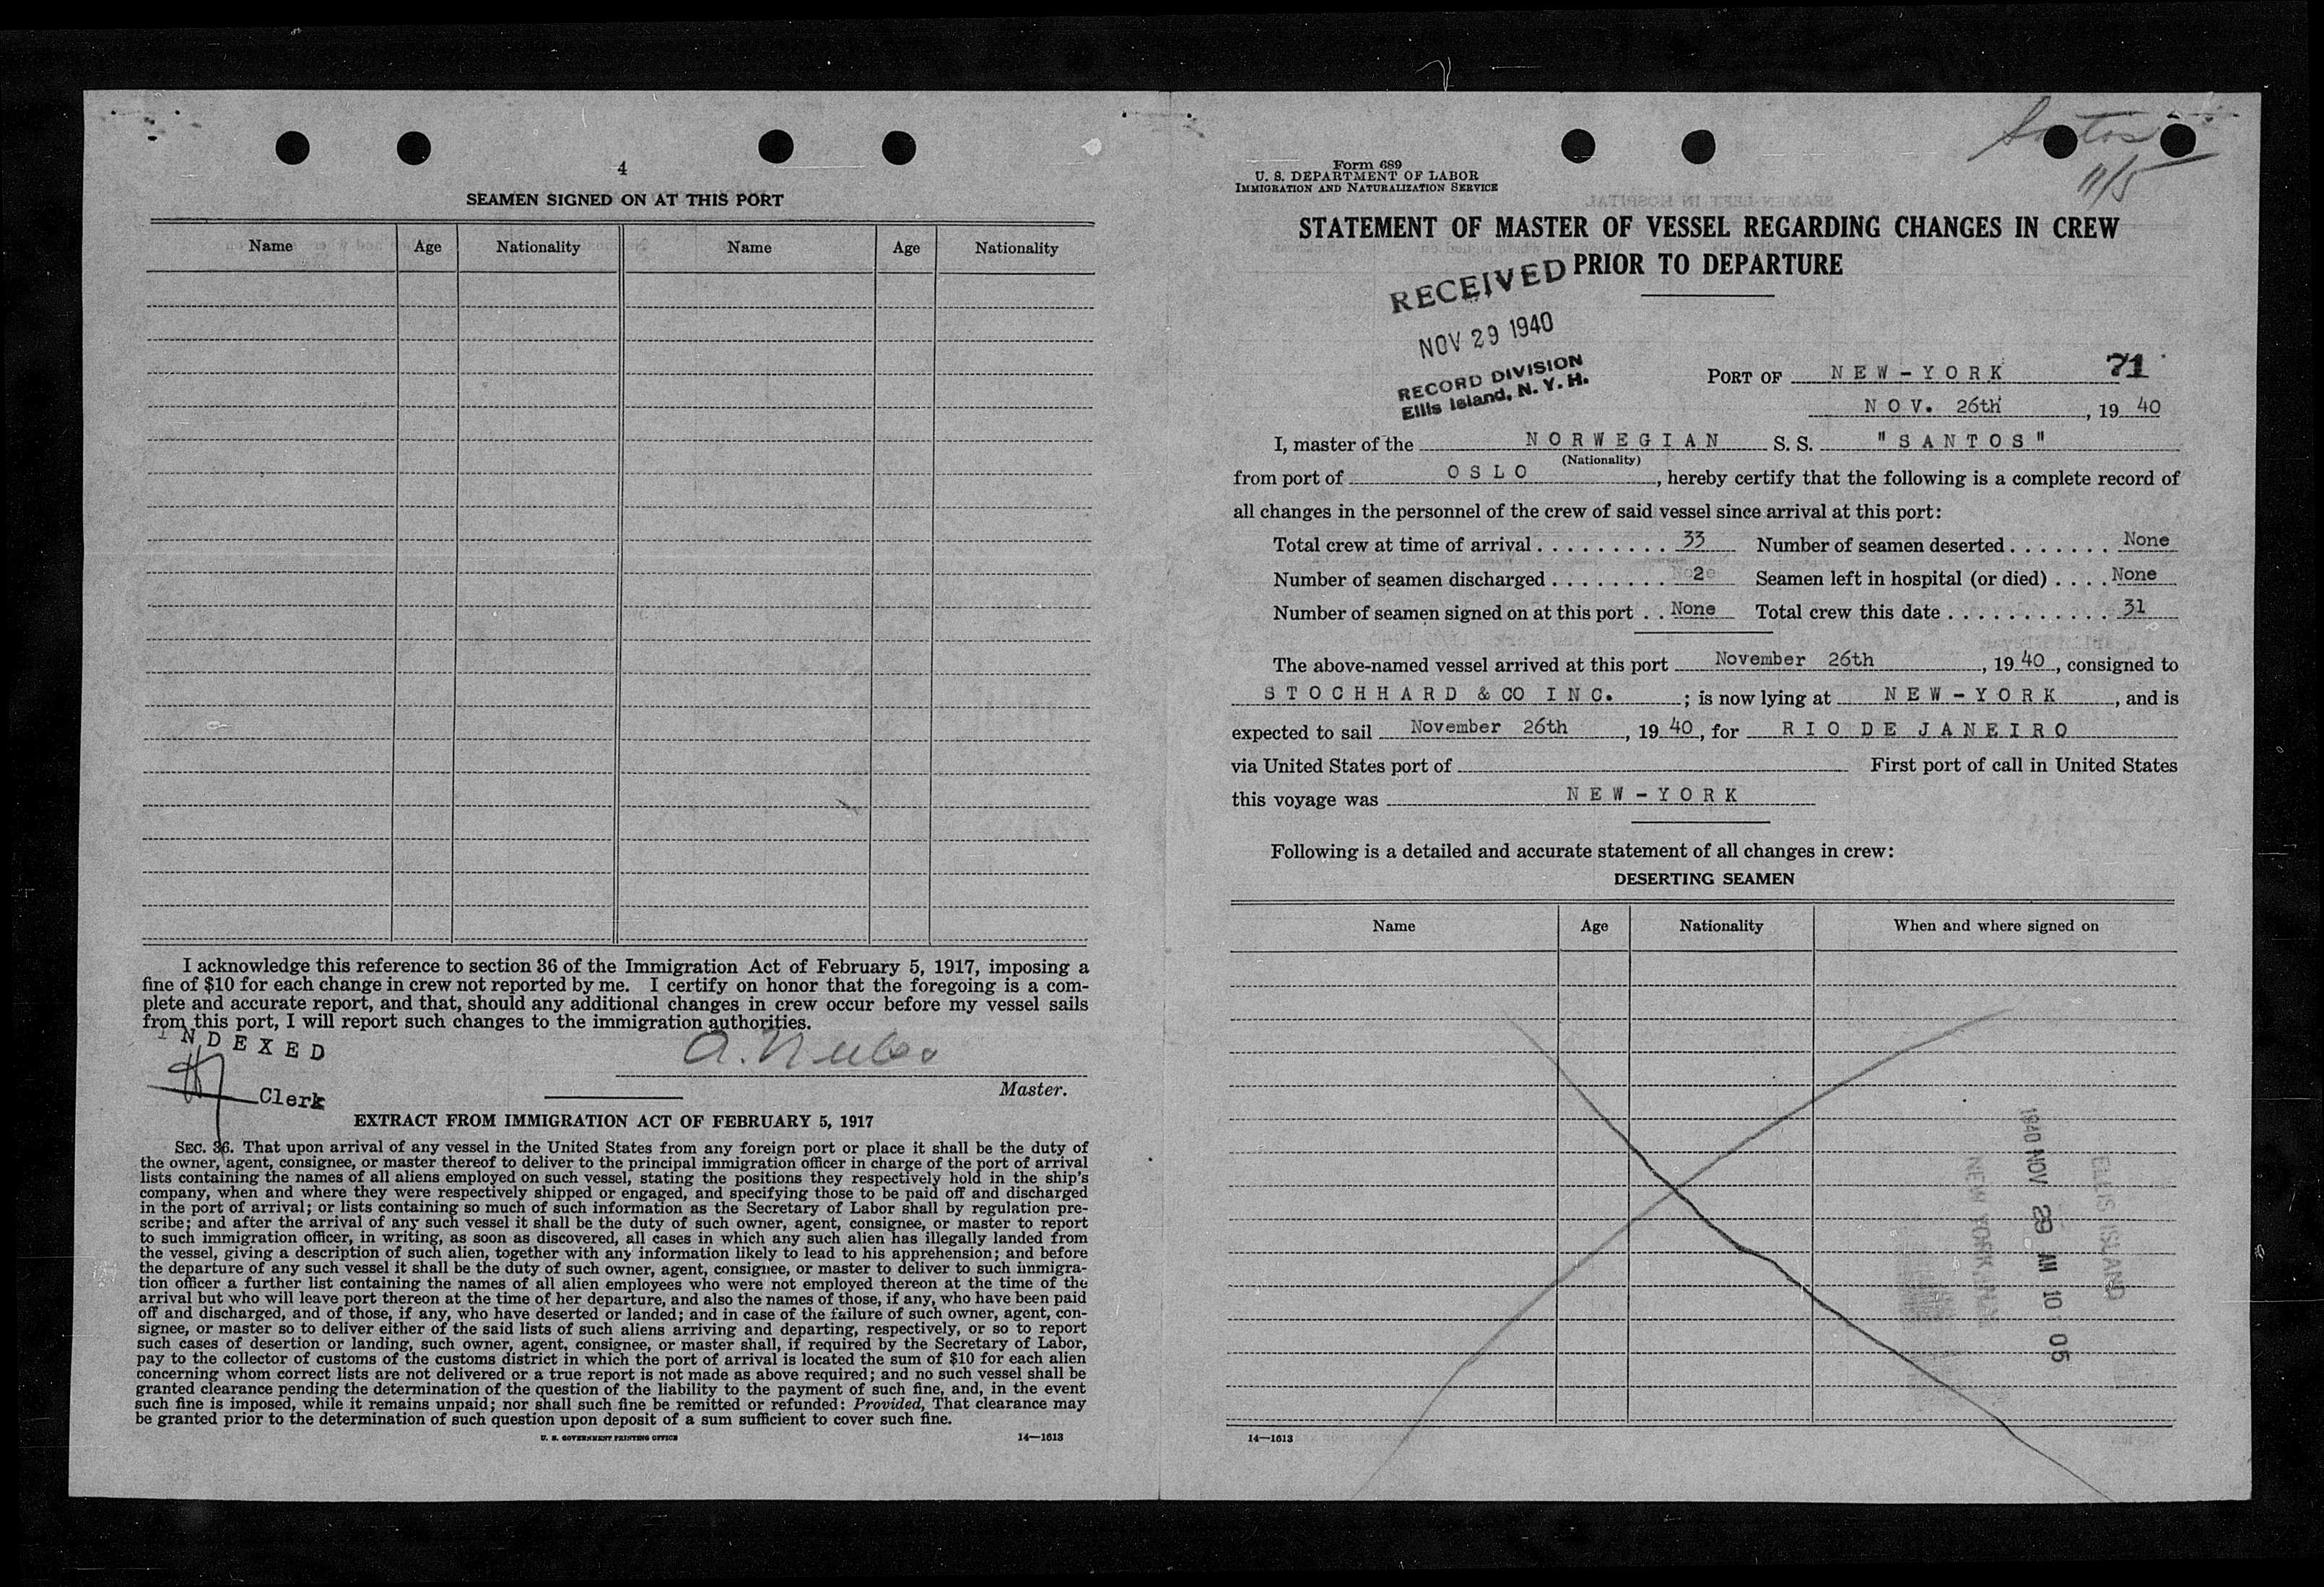 4
SEAMEN SIGNED ON AT THIS PORT
Name Age Nationality Name Age Nationality
I acknowledge this reference to section 36 of the Immigration Act of February 5, 1917, imposing a
fine of $10 for each change in crew not reported by me. I certify on honor that the foregoing is a com-
plete and accurate report, and that, should any additional changes in crew occur before my vessel sails
from this port, I will report such changes to the immigration authorities.
INDEXED
Clerk
Master.
EXTRACT FROM IMMIGRATION ACT OF FEBRUARY 5, 1917
SEC. 36. That upon arrival of any vessel in the United States from any foreign port or place it shall be the duty of
the owner, agent, consignee, or master thereof to deliver to the principal immigration officer in charge of the port of arrival
lists containing the names of all aliens employed on such vessel, stating the positions they respectively hold in the ship's
company, when and where they were respectively shipped or engaged, and specifying those to be paid off and discharged
in the port of arrival; or lists containing so much of such information as the Secretary of Labor shall by regulation pre-
scribe; and after the arrival of any such vessel it shall be the duty of such owner, agent, consignee, or master to report
to such immigration officer, in writing, as soon as discovered, all cases in which any such alien has illegally landed from
the vessel, giving a description of such alien, together with any information likely to lead to his apprehension; and before
the departure of any such vessel it shall be the duty of such owner, agent, consignee, or master to deliver to such immigra-
tion officer a further list containing the names of all alien employees who were not employed thereon at the time of the
arrival but who will leave port thereon at the time of her departure, and also the names of those, if any, who have been paid
off and discharged, and of those, if any, who have deserted or landed; and in case of the failure of such owner, agent, con-
signee, or master so to deliver either of the said lists of such aliens arriving and departing, respectively, or so to report
such cases of desertion or landing, such owner, agent, consignee, or master shall, if required by the Secretary of Labor,
pay to the collector of customs of the customs district in which the port of arrival is located the sum of $10 for each alien
concerning whom correct lists are not delivered or a true report is not made as above required; and no such vessel shall be
granted clearance pending the determination of the question of the liability to the payment of such fine, and, in the event
such fine is imposed, while it remains unpaid; nor shall such fine be remitted or refunded: Provided, That clearance may
be granted prior to the determination of such question upon deposit of a sum sufficient to cover such fine.
U. S. GOVERNMENT PRINTING OFFICE 14—1613
Santos
11/5
Form 689
U. S. DEPARTMENT OF LABOR
IMMIGRATION AND NATURALIZATION SERVICE
STATEMENT OF MASTER OF VESSEL REGARDING CHANGES IN CREW
PRIOR TO DEPARTURE
RECEIVED
NOV 29 1940
RECORD DIVISION
Ellis Island, N. Y. H.
PORT OF NEW-YORK 71
NOV. 26th, 19 40
I, master of the NORWEGIAN S. S. "SANTOS"
(Nationality)
from port of OSLO, hereby certify that the following is a complete record of
all changes in the personnel of the crew of said vessel since arrival at this port:
Total crew at time of arrival . . . . . . . . . 33 Number of seamen deserted . . . . . . . None
Number of seamen discharged . . . . . . . . 2 Seamen left in hospital (or died) . . . . None
Number of seamen signed on at this port . . None Total crew this date . . . . . . . . . . . 31
The above-named vessel arrived at this port November 26th, 19 40, consigned to
STOCHHARD & CO INC. ; is now lying at NEW-YORK, and is
expected to sail November 26th, 19 40, for RIO DE JANEIRO
via United States port of First port of call in United States
this voyage was NEW-YORK
Following is a detailed and accurate statement of all changes in crew:
DESERTING SEAMEN
Name Age Nationality When and where signed on
ELLIS ISLAND
1940 NOV 29 AM 10 05
NEW YORK
14—1613